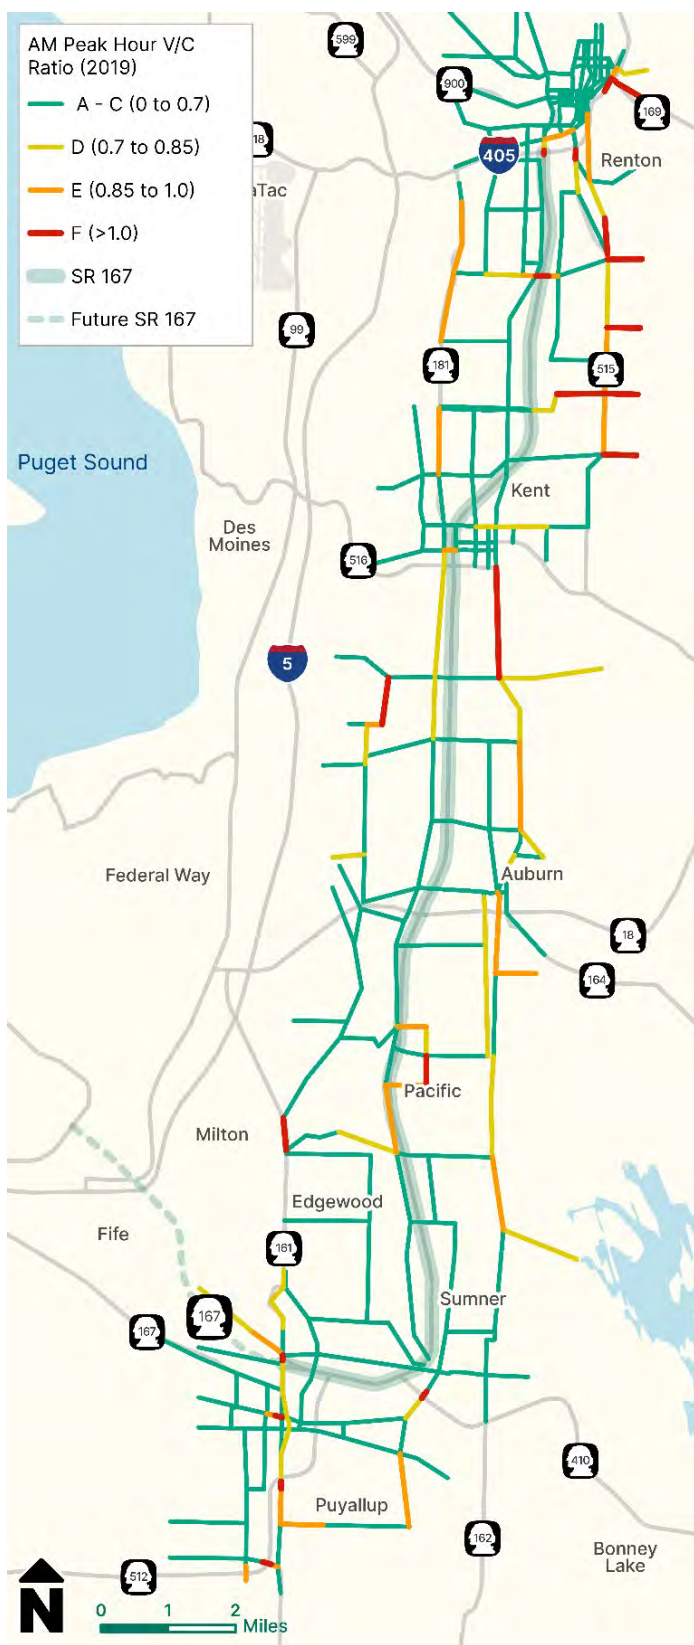 AM Peak Hour V/C
Ratio (2019)
A - C (0 to 0.7)
D (0.7 to 0.85)
E (0.85 to 1.0)
F (>1.0)
SR 167
Future SR 167
599
900
169
18
405
Renton
aTac
99
181
515
Puget Sound
Kent
Des
Moines
516
5
Federal Way
Auburn
18
164
Pacific
Milton
Edgewood
Fife
161
Sumner
167
167
410
Puyallup
162
Bonney
Lake
512
N
0 1 2
Miles